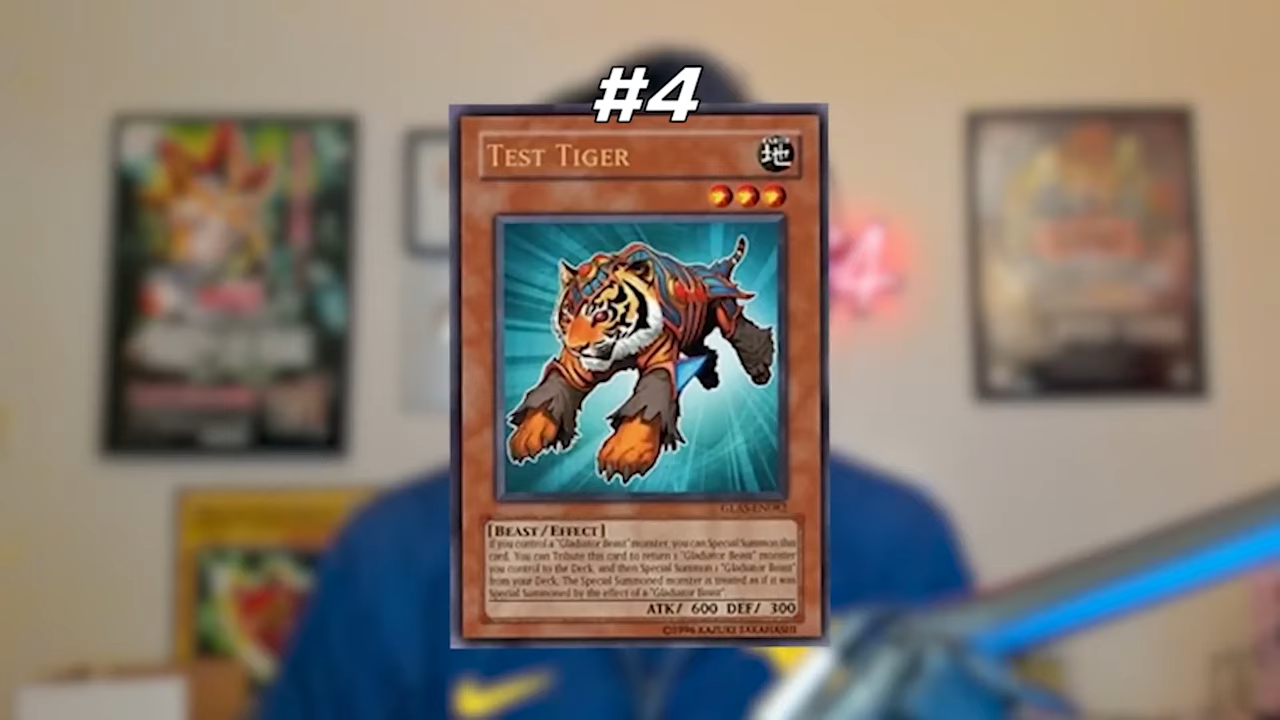 #4
TEST TIGER
地
[BEAST/EFFECT]
If you control a "Gladiator Beast" monster, you can Special Summon this
card. You can Tribute this card to return 1 "Gladiator Beast" monster
you control to the Deck, and then Special Summon 1 "Gladiator Beast"
from your Deck. The Special Summoned monster is treated as if it was
Special Summoned by the effect of a "Gladiator Beast"
ATK/ 600 DEF/ 300
©1996 KAZUKI TAKAHASHI